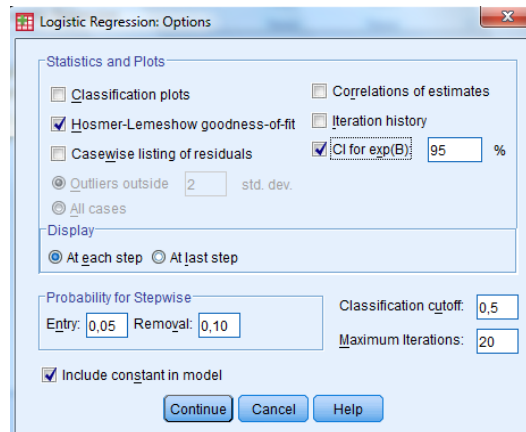 Logistic Regression: Options
Statistics and Plots
Classification plots
Correlations of estimates
Hosmer-Lemeshow goodness-of-fit
Iteration history
Casewise listing of residuals
CI for exp(B): 95 %
Outliers outside 2 std. dev.
All cases
Display
At each step At last step
Probability for Stepwise
Entry: 0,05 Removal: 0,10
Classification cutoff: 0,5
Maximum Iterations: 20
Include constant in model
Continue Cancel Help